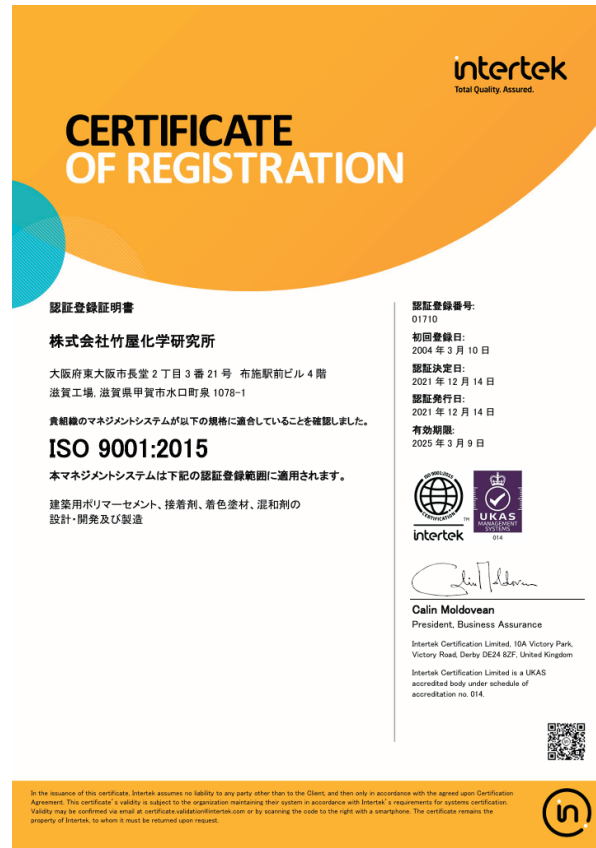 intertek
Total Quality. Assured.
CERTIFICATE
OF REGISTRATION
認証登録証明書
株式会社竹屋化学研究所
大阪府東大阪市長堂2丁目3番21号 布施駅前ビル4階
滋賀工場, 滋賀県甲賀市水口町泉 1078-1
貴組織のマネジメントシステムが以下の規格に適合していることを確認しました。
ISO 9001:2015
本マネジメントシステムは下記の認証登録範囲に適用されます。
建築用ポリマーセメント、接着剤、着色塗材、混和剤の
設計・開発及び製造
認証登録番号:
01710
初回登録日:
2004 年 3 月 10 日
認証決定日:
2021 年 12 月 14 日
認証発行日:
2021 年 12 月 14 日
有効期限:
2025 年 3 月 9 日
ISO 9001:2015
CERTIFICATION
TM
intertek
UKAS
MANAGEMENT
SYSTEMS
014
Calin Moldovean
Calin Moldovean
President, Business Assurance
Intertek Certification Limited, 10A Victory Park,
Victory Road, Derby DE24 8ZF, United Kingdom
Intertek Certification Limited is a UKAS
accredited body under schedule of
accreditation no. 014.
In the issuance of this certificate, Intertek assumes no liability to any party other than to the Client, and then only in accordance with the agreed upon Certification
Agreement. This certificate's validity is subject to the organization maintaining their system in accordance with Intertek's requirements for systems certification.
Validity may be confirmed via email at certificate.validation@intertek.com or by scanning the code to the right with a smartphone. The certificate remains the
property of Intertek, to whom it must be returned upon request.
in